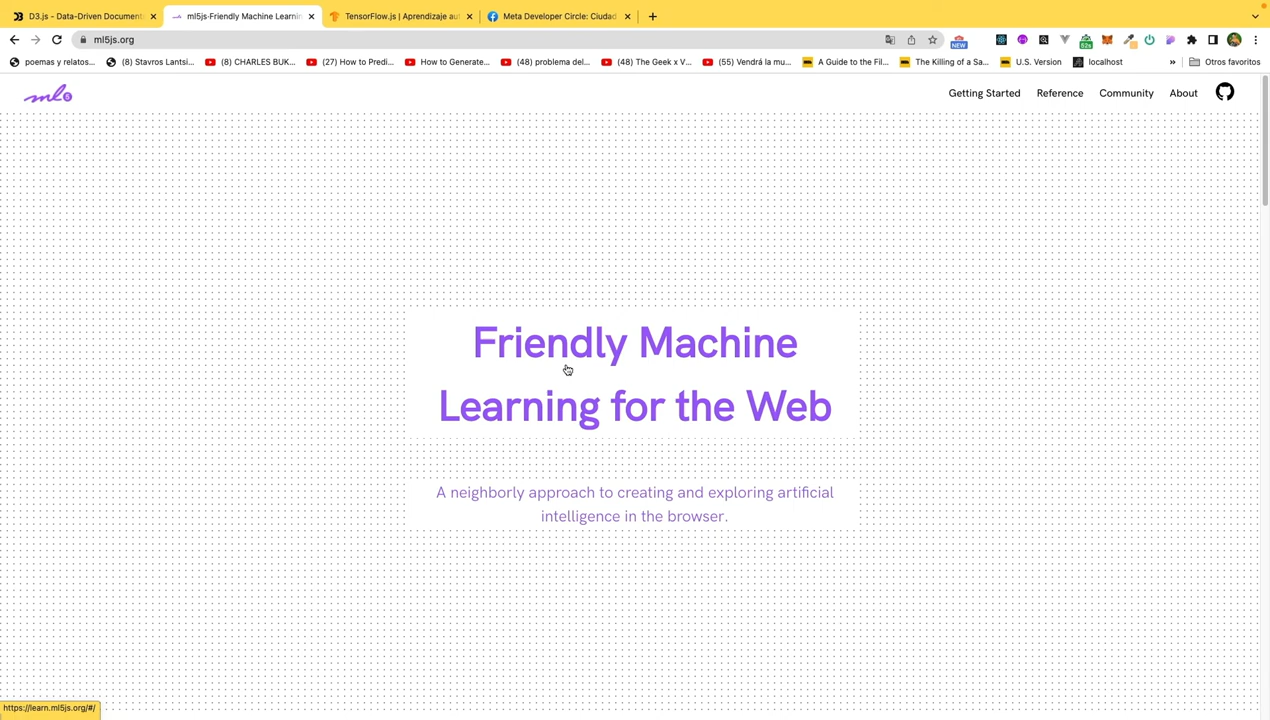 D3.js - Data-Driven Document
ml5js·Friendly Machine Learnin
TensorFlow.js | Aprendizaje aut
Meta Developer Circle: Ciudad
ml5js.org
NEW
52s
poemas y relatos...
(8) Stavros Lantsi...
(8) CHARLES BUK...
(27) How to Predi...
How to Generate...
(48) problema del...
(48) The Geek x V...
(55) Vendrá la mu...
A Guide to the Fil...
The Killing of a Sa...
U.S. Version
localhost
Otros favoritos
ml5
Getting Started
Reference
Community
About
Friendly Machine
Learning for the Web
A neighborly approach to creating and exploring artificial
intelligence in the browser.
https://learn.ml5js.org/#/